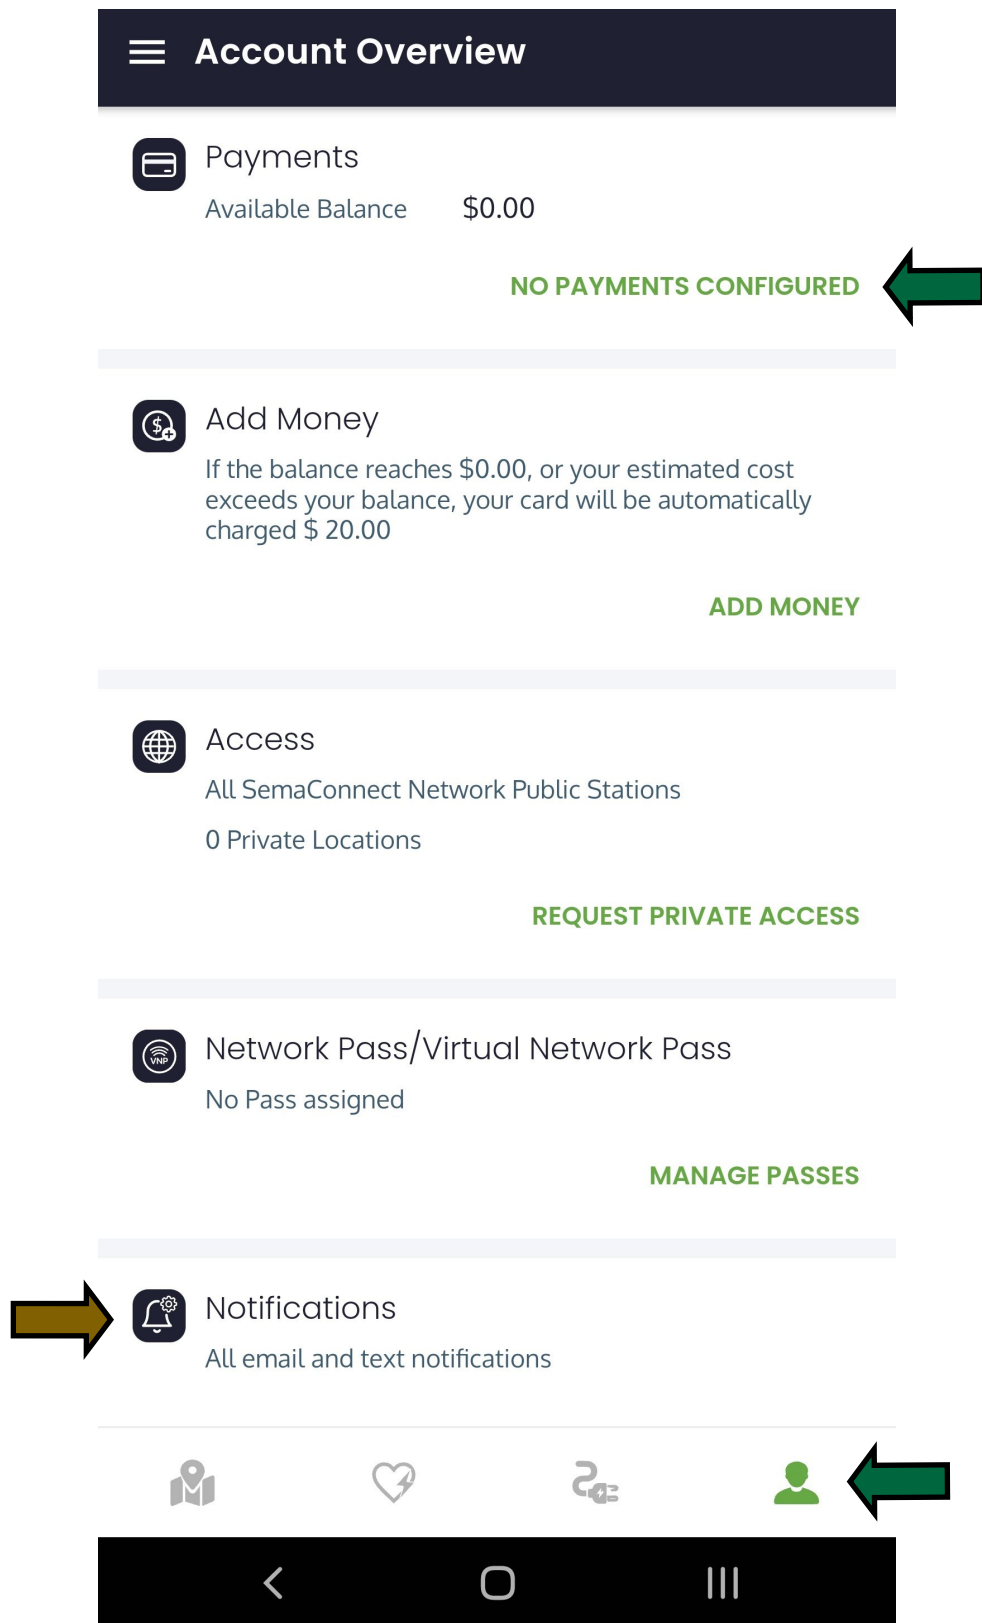 Account Overview
Payments
Available Balance $0.00
NO PAYMENTS CONFIGURED
Add Money
If the balance reaches $0.00, or your estimated cost
exceeds your balance, your card will be automatically
charged $ 20.00
ADD MONEY
Access
All SemaConnect Network Public Stations
0 Private Locations
REQUEST PRIVATE ACCESS
VNP
Network Pass/Virtual Network Pass
No Pass assigned
MANAGE PASSES
Notifications
All email and text notifications